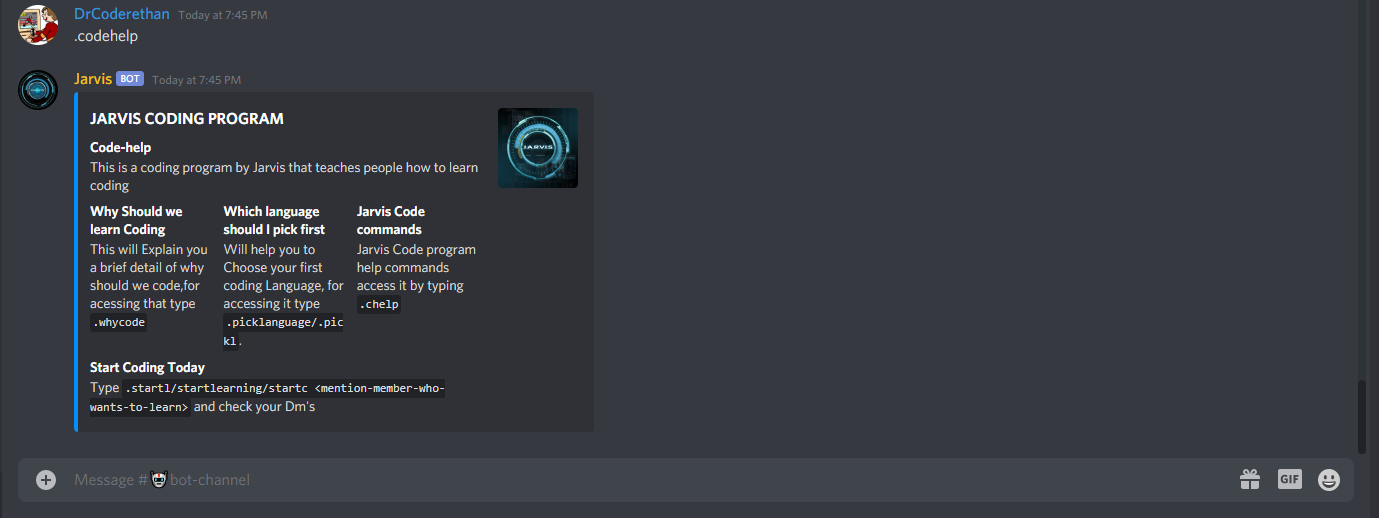 DrCoderethan Today at 7:45 PM
.codehelp
Jarvis BOT Today at 7:45 PM
JARVIS CODING PROGRAM
JARVIS
Code-help
This is a coding program by Jarvis that teaches people how to learn
coding
Why Should we
learn Coding
This will Explain you
a brief detail of why
should we code,for
acessing that type
.whycode
Which language
should I pick first
Will help you to
Choose your first
coding Language, for
accessing it type
.picklanguage/.pic
kl.
Jarvis Code
commands
Jarvis Code program
help commands
access it by typing
.chelp
Start Coding Today
Type .startl/startlearning/startc <mention-member-who-
wants-to-learn> and check your Dm's
Message #bot-channel
GIF